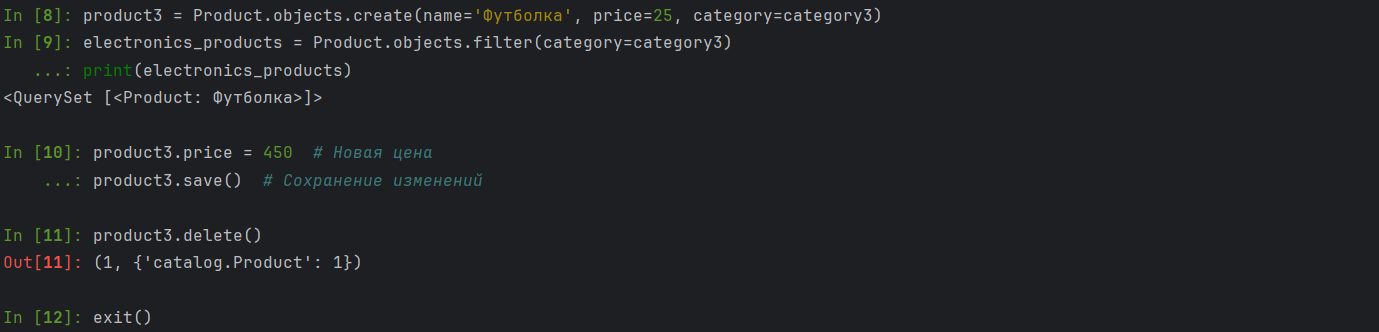 In [8]: product3 = Product.objects.create(name='Футболка', price=25, category=category3)
In [9]: electronics_products = Product.objects.filter(category=category3)
   ...: print(electronics_products)
<QuerySet [<Product: Футболка>]>
In [10]: product3.price = 450  # Новая цена
    ...: product3.save()  # Сохранение изменений
In [11]: product3.delete()
Out[11]: (1, {'catalog.Product': 1})
In [12]: exit()